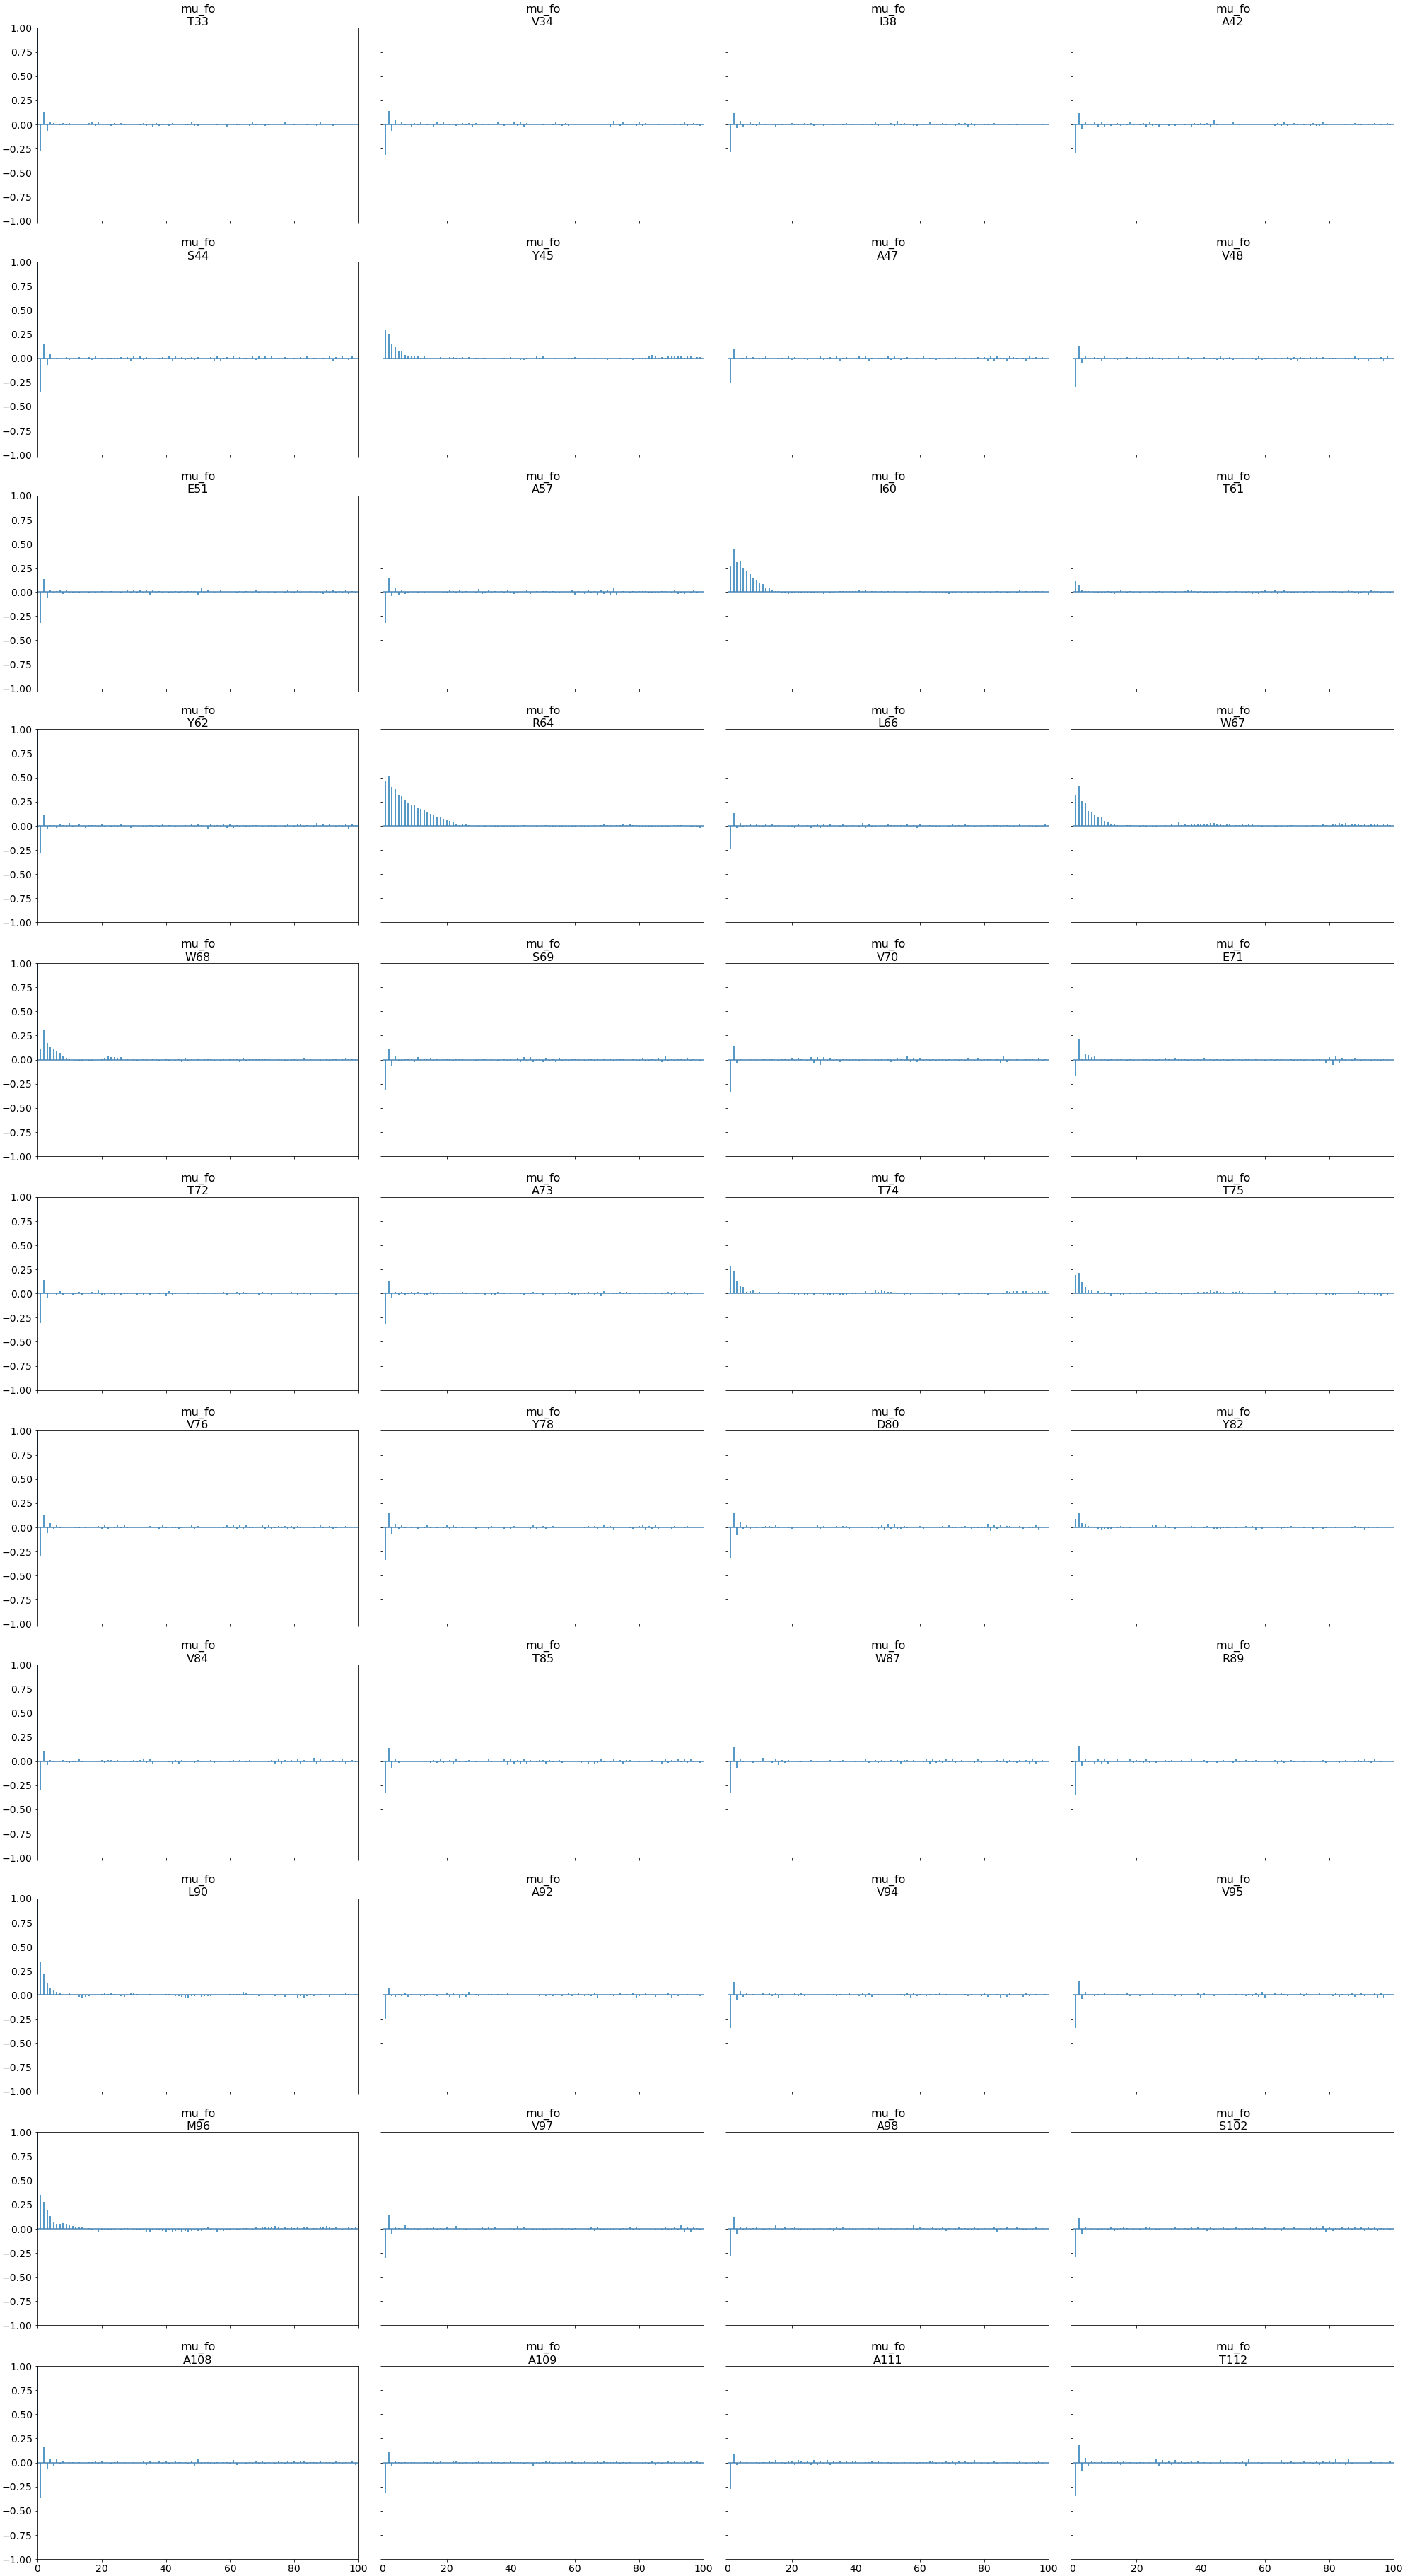 mu_fo
T33
mu_fo
V34
mu_fo
I38
mu_fo
A42
1.00
0.75
0.50
0.25
0.00
−0.25
−0.50
−0.75
−1.00
mu_fo
S44
mu_fo
Y45
mu_fo
A47
mu_fo
V48
1.00
0.75
0.50
0.25
0.00
−0.25
−0.50
−0.75
−1.00
mu_fo
E51
mu_fo
A57
mu_fo
I60
mu_fo
T61
1.00
0.75
0.50
0.25
0.00
−0.25
−0.50
−0.75
−1.00
mu_fo
Y62
mu_fo
R64
mu_fo
L66
mu_fo
W67
1.00
0.75
0.50
0.25
0.00
−0.25
−0.50
−0.75
−1.00
mu_fo
W68
mu_fo
S69
mu_fo
V70
mu_fo
E71
1.00
0.75
0.50
0.25
0.00
−0.25
−0.50
−0.75
−1.00
mu_fo
T72
mu_fo
A73
mu_fo
T74
mu_fo
T75
1.00
0.75
0.50
0.25
0.00
−0.25
−0.50
−0.75
−1.00
mu_fo
V76
mu_fo
Y78
mu_fo
D80
mu_fo
Y82
1.00
0.75
0.50
0.25
0.00
−0.25
−0.50
−0.75
−1.00
mu_fo
V84
mu_fo
T85
mu_fo
W87
mu_fo
R89
1.00
0.75
0.50
0.25
0.00
−0.25
−0.50
−0.75
−1.00
mu_fo
L90
mu_fo
A92
mu_fo
V94
mu_fo
V95
1.00
0.75
0.50
0.25
0.00
−0.25
−0.50
−0.75
−1.00
mu_fo
M96
mu_fo
V97
mu_fo
A98
mu_fo
S102
1.00
0.75
0.50
0.25
0.00
−0.25
−0.50
−0.75
−1.00
mu_fo
A108
mu_fo
A109
mu_fo
A111
mu_fo
T112
1.00
0.75
0.50
0.25
0.00
−0.25
−0.50
−0.75
−1.00
0 20 40 60 80 100
0 20 40 60 80 100
0 20 40 60 80 100
0 20 40 60 80 100